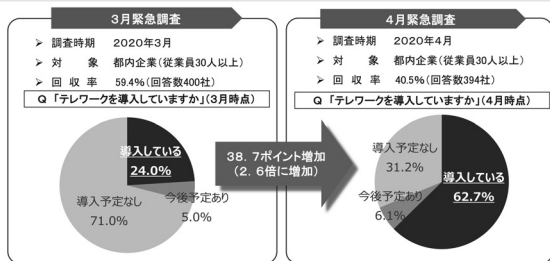 3月緊急調査
➢ 調査時期 2020年3月
➢ 対象 都内企業(従業員30人以上)
➢ 回収率 59.4%(回答数400社)
Q 「テレワークを導入していますか」(3月時点)
導入している
24.0%
今後予定あり
5.0%
導入予定なし
71.0%
38.7ポイント増加
(2.6倍に増加)
4月緊急調査
➢ 調査時期 2020年4月
➢ 対象 都内企業(従業員30人以上)
➢ 回収率 40.5%(回答数394社)
Q 「テレワークを導入していますか」(4月時点)
導入予定なし
31.2%
導入している
62.7%
今後予定あり
6.1%